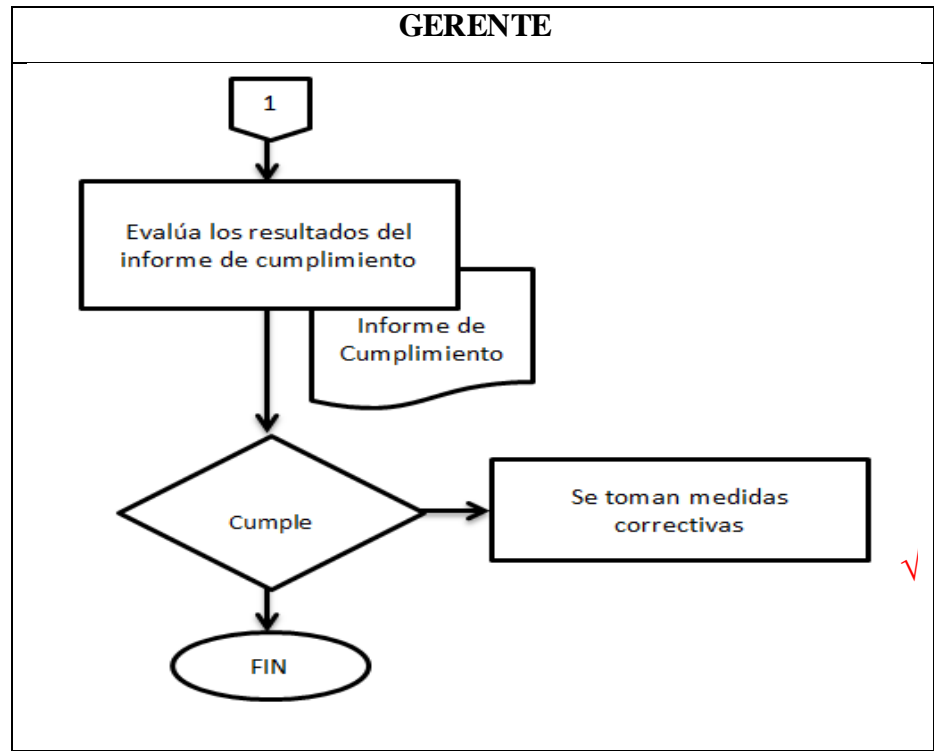 GERENTE
1
Evalúa los resultados del
informe de cumplimiento
Informe de
Cumplimiento
Cumple
Se toman medidas
correctivas
√
FIN